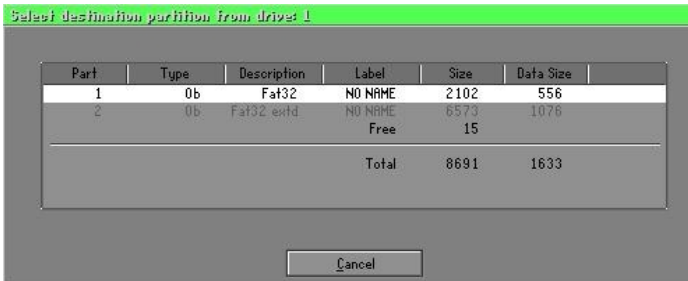 Select destination partition from drive: 1
Part Type Description Label Size Data Size
1 0b Fat32 NO NAME 2102 556
2 0b Fat32 extd NO NAME 6573 1076
Free 15
Total 8691 1633
Cancel